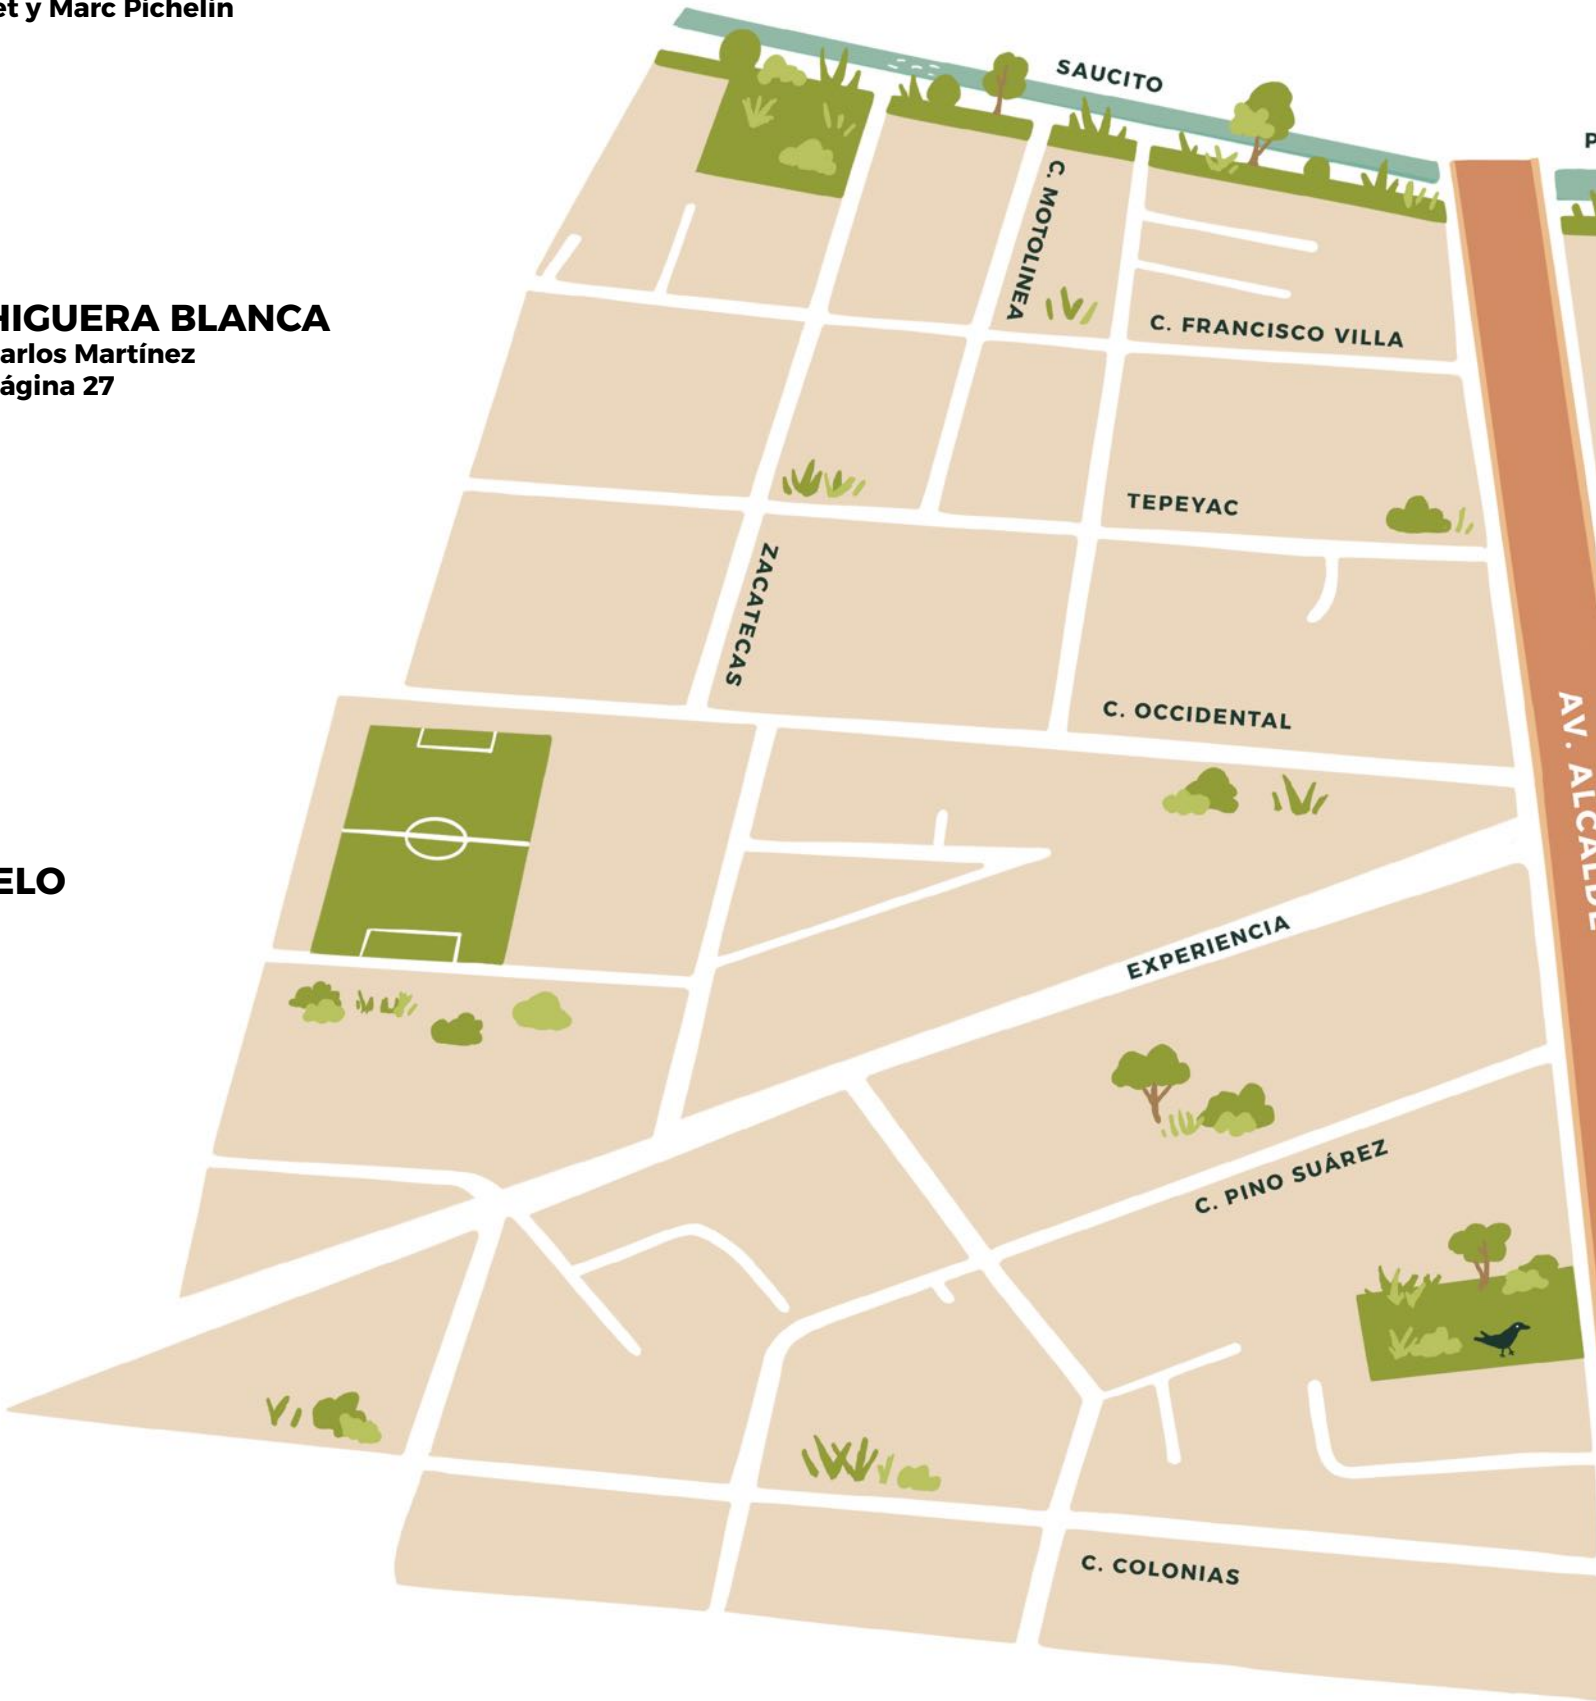 et y Marc Pichelin
SAUCITO
P
C. MOTOLINEA
HIGUERA BLANCA
arlos Martínez
ágina 27
C. FRANCISCO VILLA
TEPEYAC
ZACATECAS
C. OCCIDENTAL
AV. ALCALDE
ELO
EXPERIENCIA
C. PINO SUÁREZ
C. COLONIAS